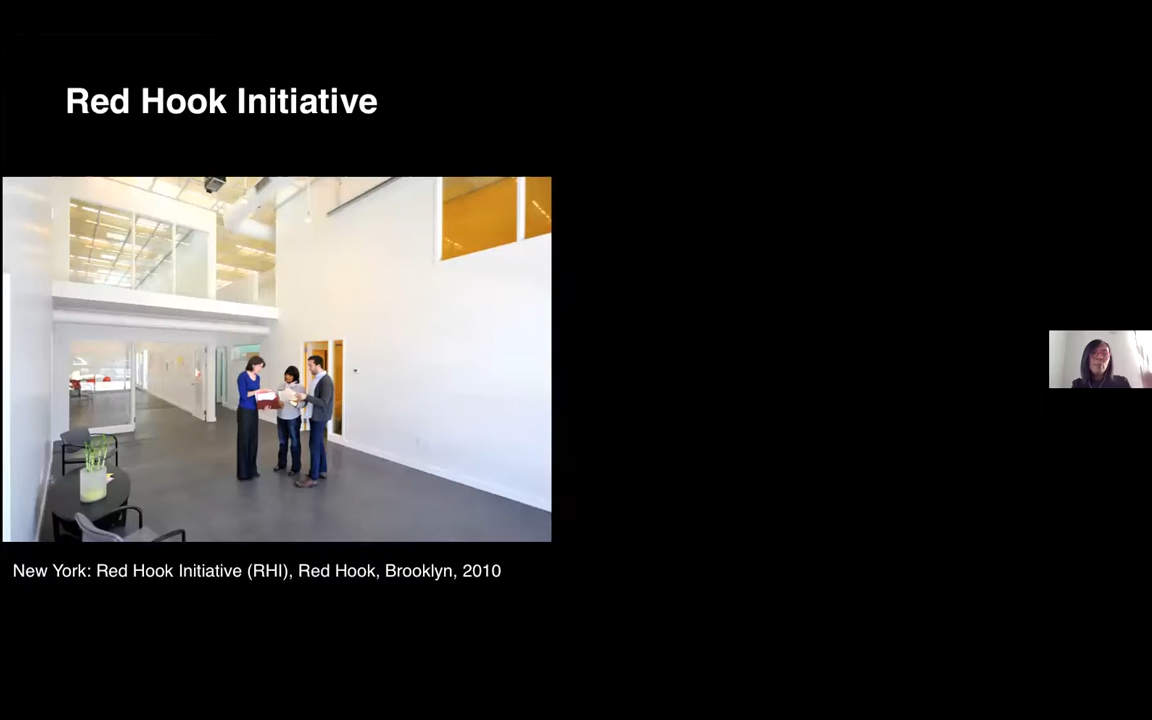 Red Hook Initiative
New York: Red Hook Initiative (RHI), Red Hook, Brooklyn, 2010